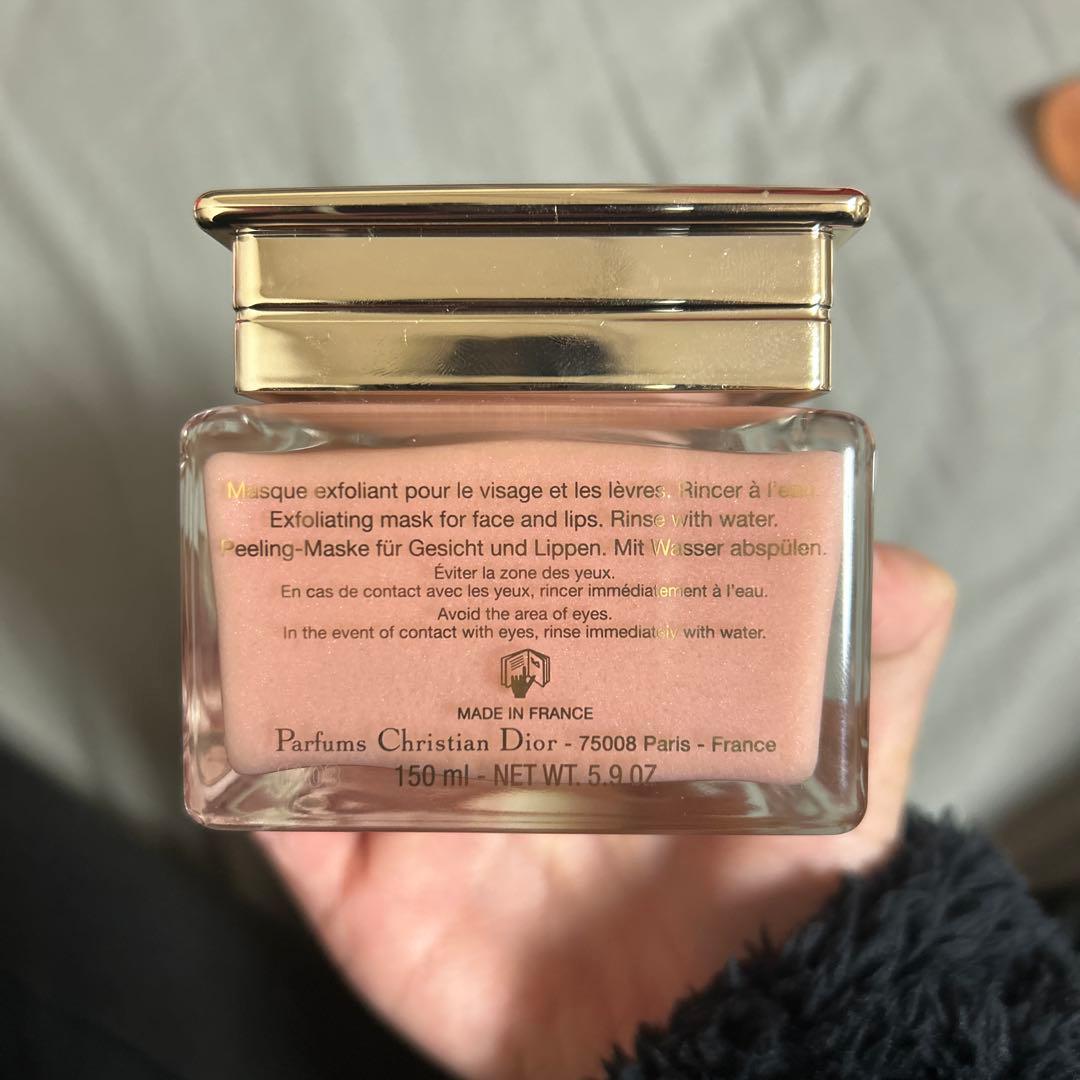 Masque exfoliant pour le visage et les lèvres. Rincer à l'eau.
Exfoliating mask for face and lips. Rinse with water.
Peeling-Maske für Gesicht und Lippen. Mit Wasser abspülen.
Éviter la zone des yeux.
En cas de contact avec les yeux, rincer immédiatement à l'eau.
Avoid the area of eyes.
In the event of contact with eyes, rinse immediately with water.
MADE IN FRANCE
Parfums Christian Dior - 75008 Paris - France
150 ml - NET WT. 5.9 OZ